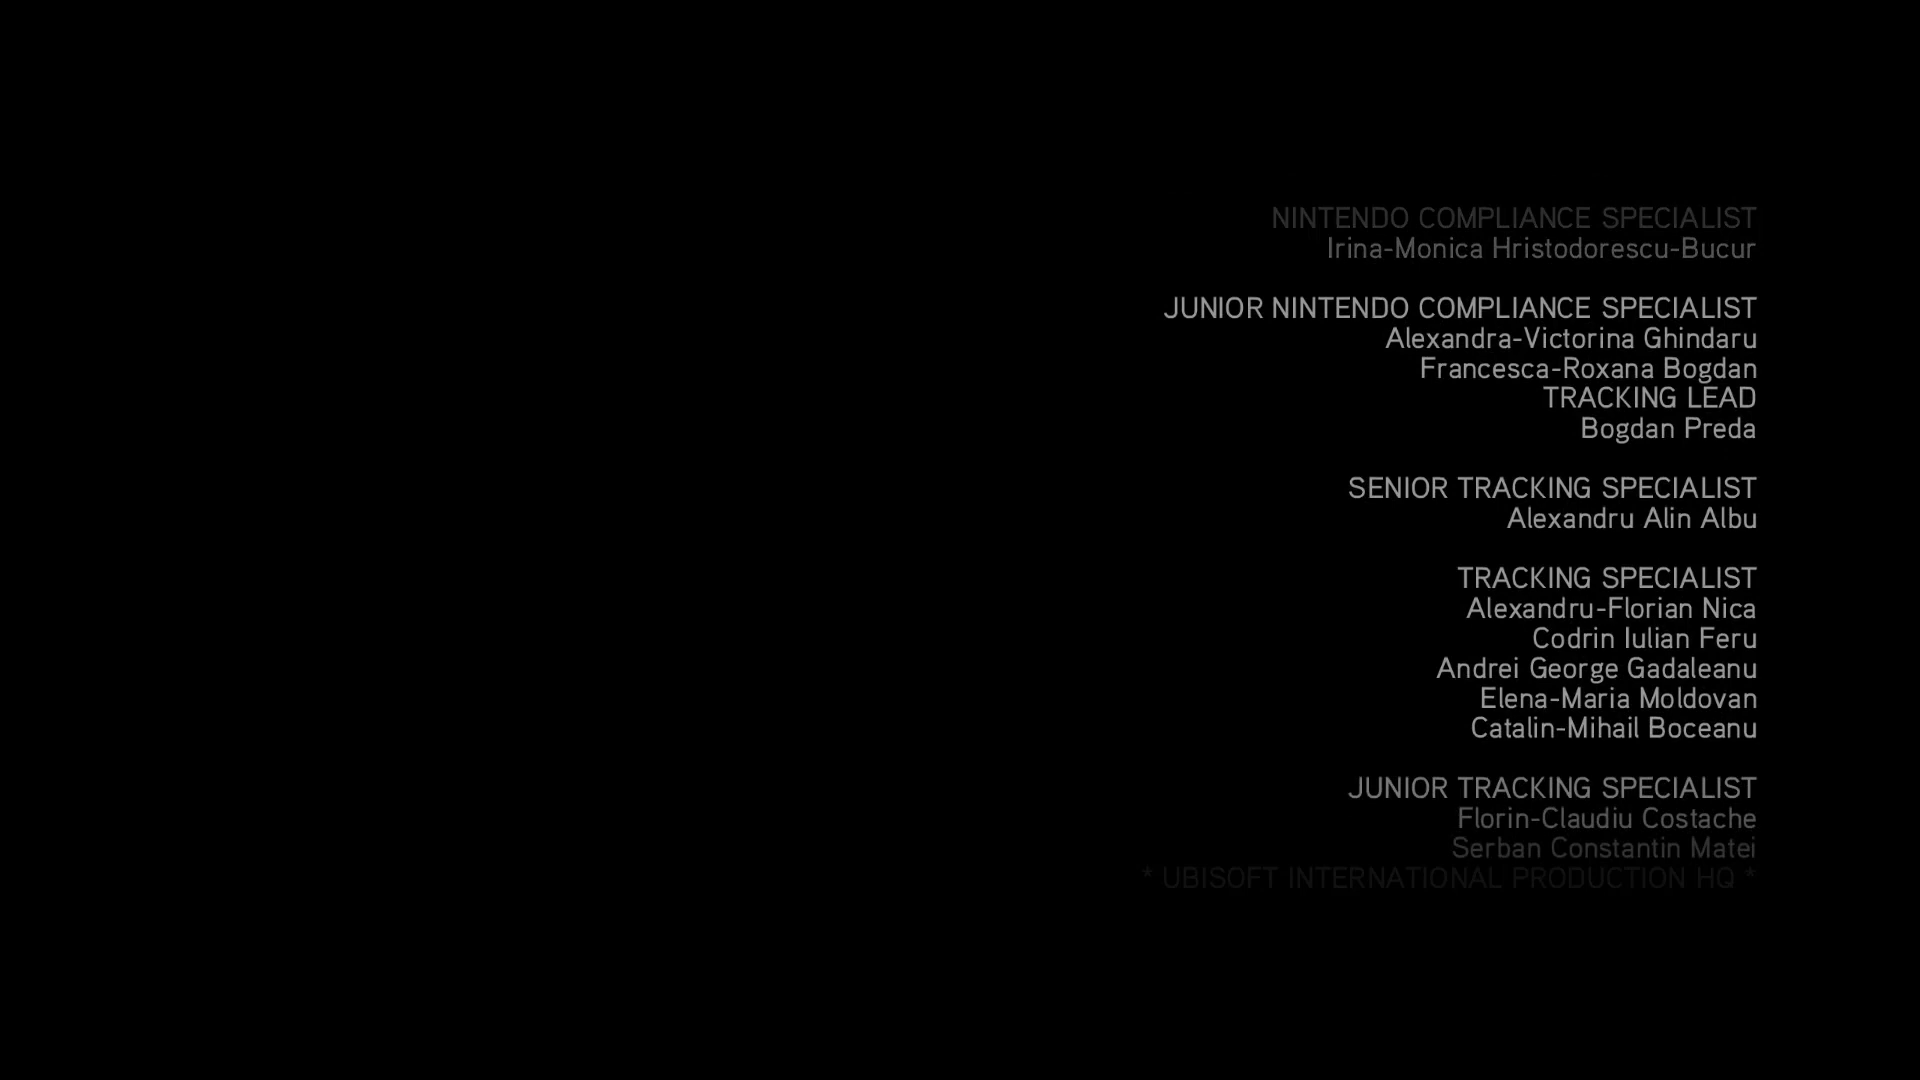 NINTENDO COMPLIANCE SPECIALIST
Irina-Monica Hristodorescu-Bucur
JUNIOR NINTENDO COMPLIANCE SPECIALIST
Alexandra-Victorina Ghindaru
Francesca-Roxana Bogdan
TRACKING LEAD
Bogdan Preda
SENIOR TRACKING SPECIALIST
Alexandru Alin Albu
TRACKING SPECIALIST
Alexandru-Florian Nica
Codrin Iulian Feru
Andrei George Gadaleanu
Elena-Maria Moldovan
Catalin-Mihail Boceanu
JUNIOR TRACKING SPECIALIST
Florin-Claudiu Costache
Serban Constantin Matei
* UBISOFT INTERNATIONAL PRODUCTION HQ *